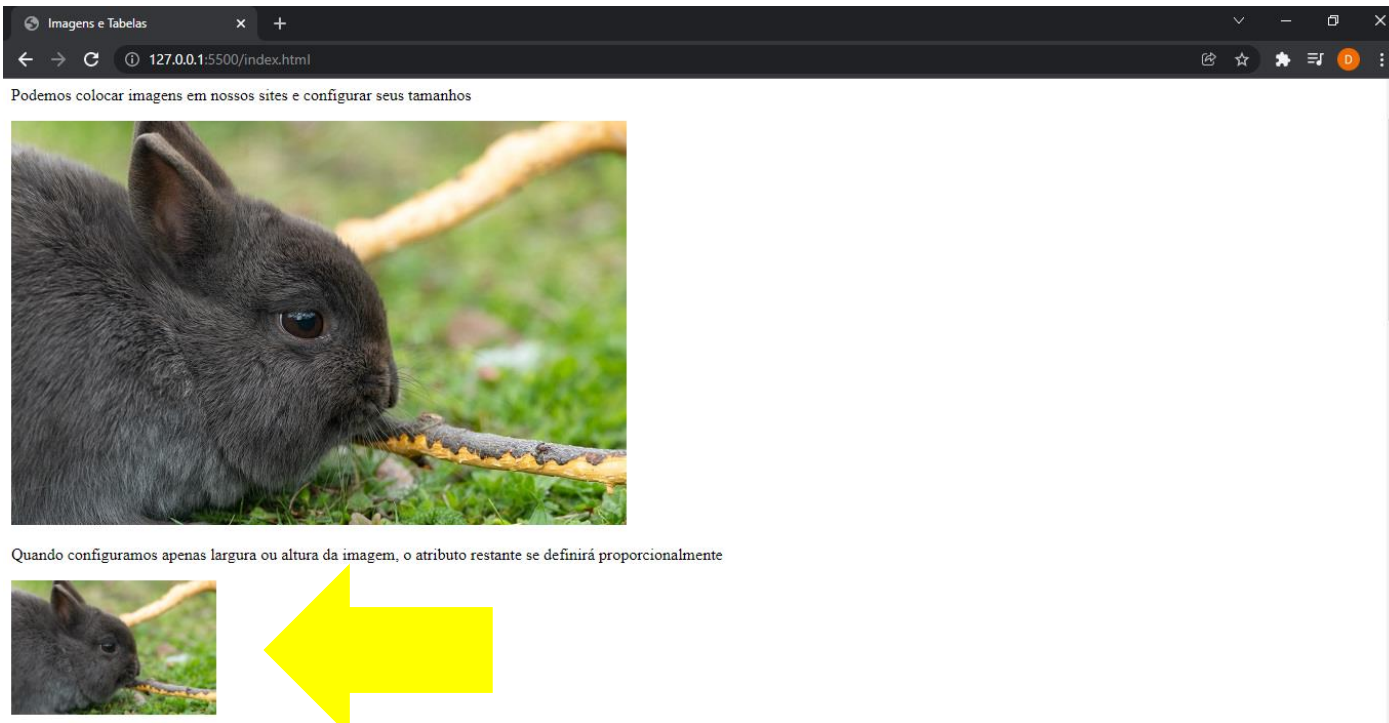 Imagens e Tabelas
127.0.0.1:5500/index.html
D
Podemos colocar imagens em nossos sites e configurar seus tamanhos
Quando configuramos apenas largura ou altura da imagem, o atributo restante se definirá proporcionalmente